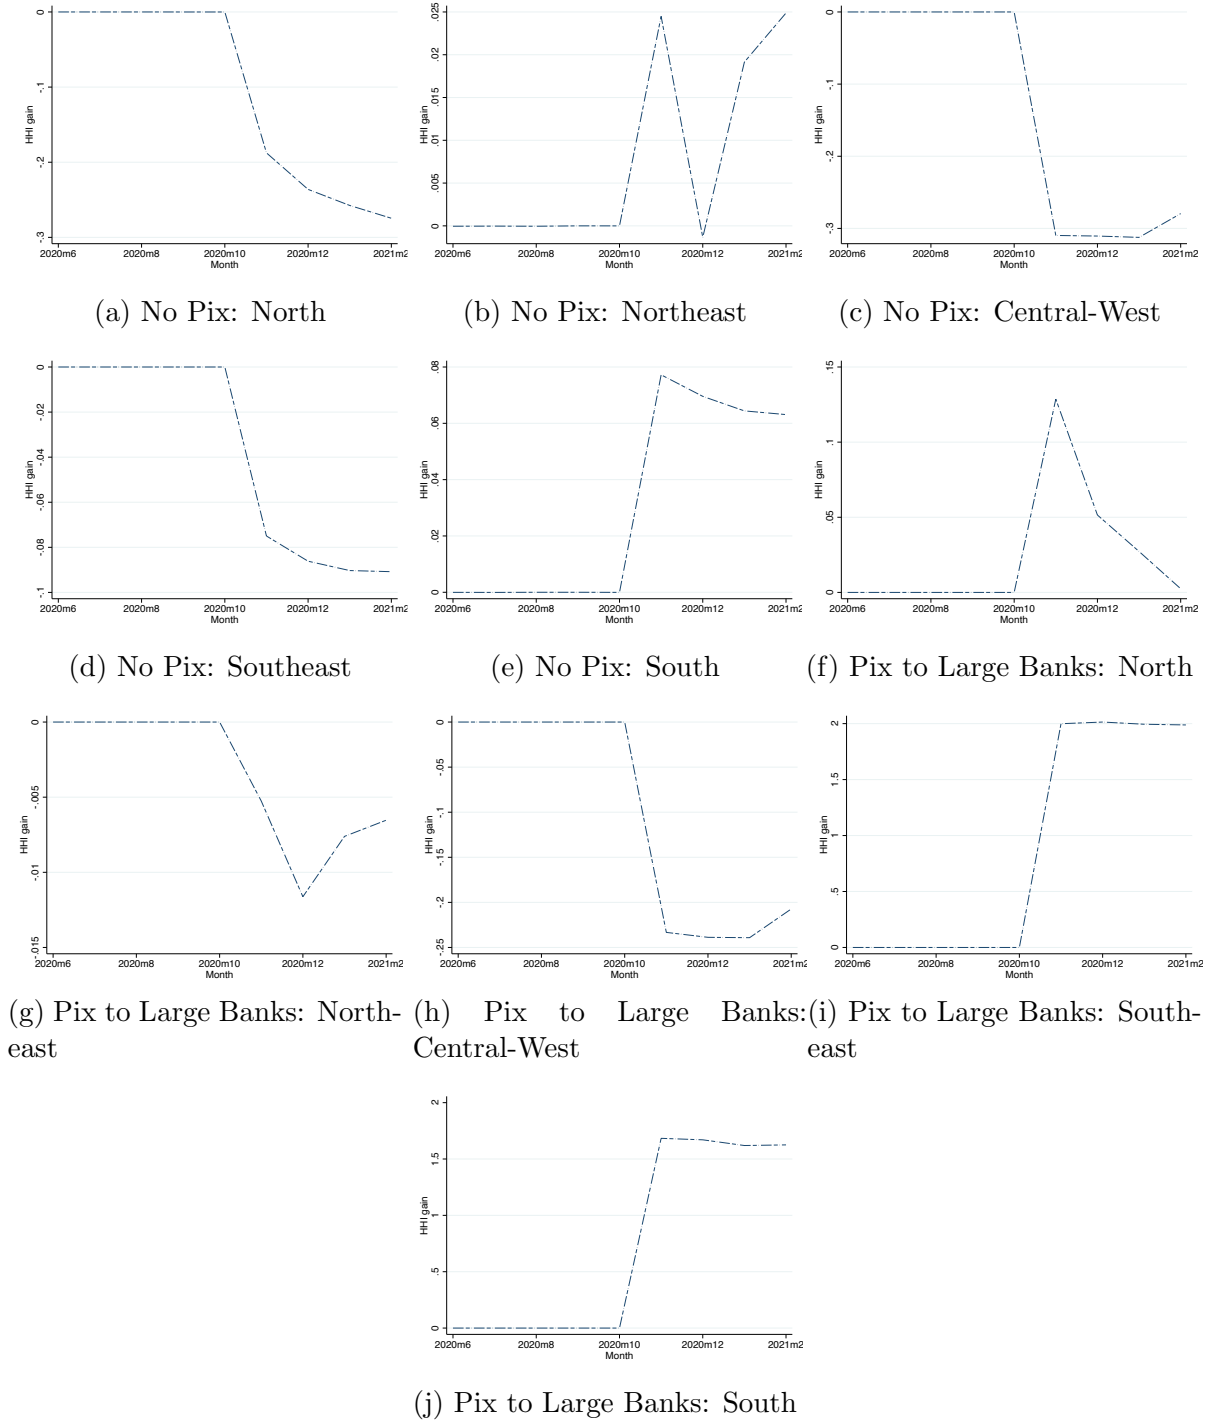 0
-.1
-.2
-.3
HHI gain
2020m6 2020m8 2020m10 2020m12 2021m2
Month
(a) No Pix: North
.025
.02
.015
.01
.005
0
HHI gain
2020m6 2020m8 2020m10 2020m12 2021m2
Month
(b) No Pix: Northeast
0
-.1
-.2
-.3
HHI gain
2020m6 2020m8 2020m10 2020m12 2021m2
Month
(c) No Pix: Central-West
0
-.02
-.04
-.06
-.08
-.1
HHI gain
2020m6 2020m8 2020m10 2020m12 2021m2
Month
(d) No Pix: Southeast
.08
.06
.04
.02
0
HHI gain
2020m6 2020m8 2020m10 2020m12 2021m2
Month
(e) No Pix: South
.15
.1
.05
0
HHI gain
2020m6 2020m8 2020m10 2020m12 2021m2
Month
(f) Pix to Large Banks: North
0
-.005
-.01
-.015
HHI gain
2020m6 2020m8 2020m10 2020m12 2021m2
Month
(g) Pix to Large Banks: North-
east
0
-.05
-.1
-.15
-.2
-.25
HHI gain
2020m6 2020m8 2020m10 2020m12 2021m2
Month
(h) Pix to Large Banks:
Central-West
2
1.5
1
.5
0
HHI gain
2020m6 2020m8 2020m10 2020m12 2021m2
Month
(i) Pix to Large Banks: South-
east
2
1.5
1
.5
0
HHI gain
2020m6 2020m8 2020m10 2020m12 2021m2
Month
(j) Pix to Large Banks: South